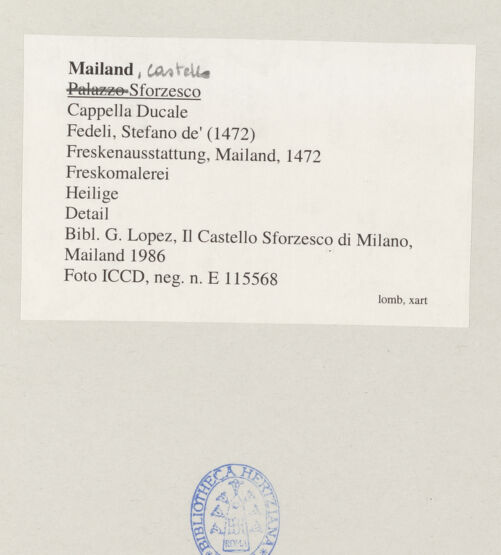 Mailand, Castello
Palazzo Sforzesco
Cappella Ducale
Fedeli, Stefano de' (1472)
Freskenausstattung, Mailand, 1472
Freskomalerei
Heilige
Detail
Bibl. G. Lopez, Il Castello Sforzesco di Milano,
Mailand 1986
Foto ICCD, neg. n. E 115568
lomb, xart
BIBLIOTHECA HERTZIANA
ROMA